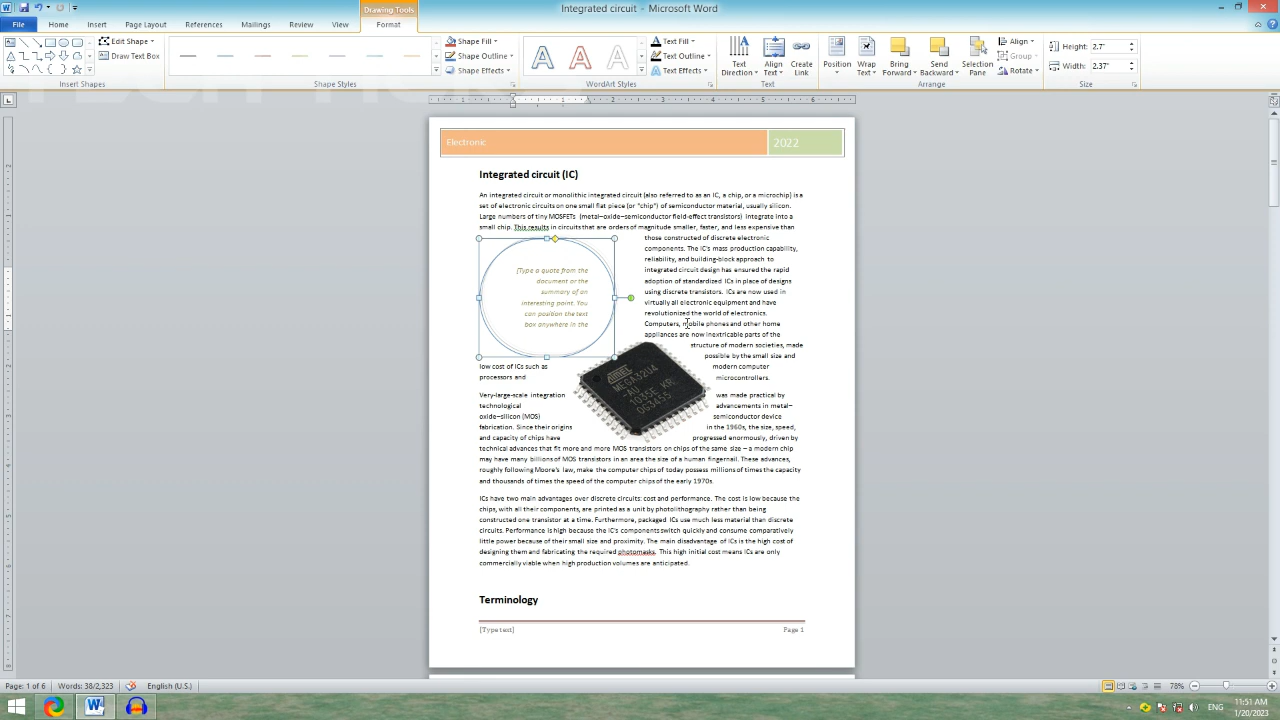 Drawing Tools
Integrated circuit - Microsoft Word
File Home Insert Page Layout References Mailings Review View Format
Edit Shape
Draw Text Box
Insert Shapes
Shape Fill
Shape Outline
Shape Effects
Shape Styles
Text Fill
Text Outline
Text Effects
WordArt Styles
Text Direction
Align Text
Create Link
Text
Position
Wrap Text
Bring Forward
Send Backward
Selection Pane
Align
Group
Rotate
Arrange
Height: 2.7"
Width: 2.37"
Size
Electronic 2022
Integrated circuit (IC)
An integrated circuit or monolithic integrated circuit (also referred to as an IC, a chip, or a microchip) is a
set of electronic circuits on one small flat piece (or "chip") of semiconductor material, usually silicon.
Large numbers of tiny MOSFETs (metal–oxide–semiconductor field-effect transistors) integrate into a
small chip. This results in circuits that are orders of magnitude smaller, faster, and less expensive than
those constructed of discrete electronic
components. The IC's mass production capability,
reliability, and building-block approach to
integrated circuit design has ensured the rapid
adoption of standardized ICs in place of designs
using discrete transistors. ICs are now used in
virtually all electronic equipment and have
revolutionized the world of electronics.
Computers, mobile phones and other home
appliances are now inextricable parts of the
structure of modern societies, made
possible by the small size and
[Type a quote from the
document or the
summary of an
interesting point. You
can position the text
box anywhere in the
low cost of ICs such as modern computer
processors and microcontrollers.
Very-large-scale integration was made practical by
technological advancements in metal–
oxide–silicon (MOS) semiconductor device
fabrication. Since their origins in the 1960s, the size, speed,
and capacity of chips have progressed enormously, driven by
technical advances that fit more and more MOS transistors on chips of the same size – a modern chip
may have many billions of MOS transistors in an area the size of a human fingernail. These advances,
roughly following Moore's law, make the computer chips of today possess millions of times the capacity
and thousands of times the speed of the computer chips of the early 1970s.
ATMEL
MEGA32U4
-AU
1035E KR
0G3455
ICs have two main advantages over discrete circuits: cost and performance. The cost is low because the
chips, with all their components, are printed as a unit by photolithography rather than being
constructed one transistor at a time. Furthermore, packaged ICs use much less material than discrete
circuits. Performance is high because the IC's components switch quickly and consume comparatively
little power because of their small size and proximity. The main disadvantage of ICs is the high cost of
designing them and fabricating the required photomasks. This high initial cost means ICs are only
commercially viable when high production volumes are anticipated.
Terminology
[Type text] Page 1
Page: 1 of 6 Words: 38/2,323 English (U.S.) 78%
ENG
11:51 AM
1/20/2023